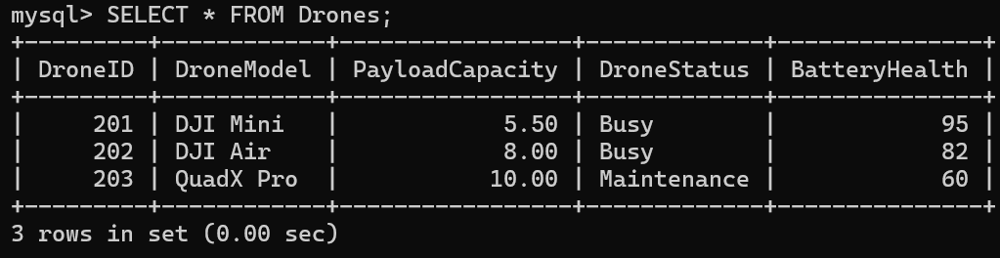 mysql> SELECT * FROM Drones;
+---------+------------+-----------------+-------------+---------------+
| DroneID | DroneModel | PayloadCapacity | DroneStatus | BatteryHealth |
+---------+------------+-----------------+-------------+---------------+
|     201 | DJI Mini   |            5.50 | Busy        |            95 |
|     202 | DJI Air    |            8.00 | Busy        |            82 |
|     203 | QuadX Pro  |           10.00 | Maintenance |            60 |
+---------+------------+-----------------+-------------+---------------+
3 rows in set (0.00 sec)